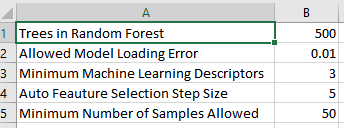 A B
1 Trees in Random Forest 500
2 Allowed Model Loading Error 0.01
3 Minimum Machine Learning Descriptors 3
4 Auto Feauture Selection Step Size 5
5 Minimum Number of Samples Allowed 50